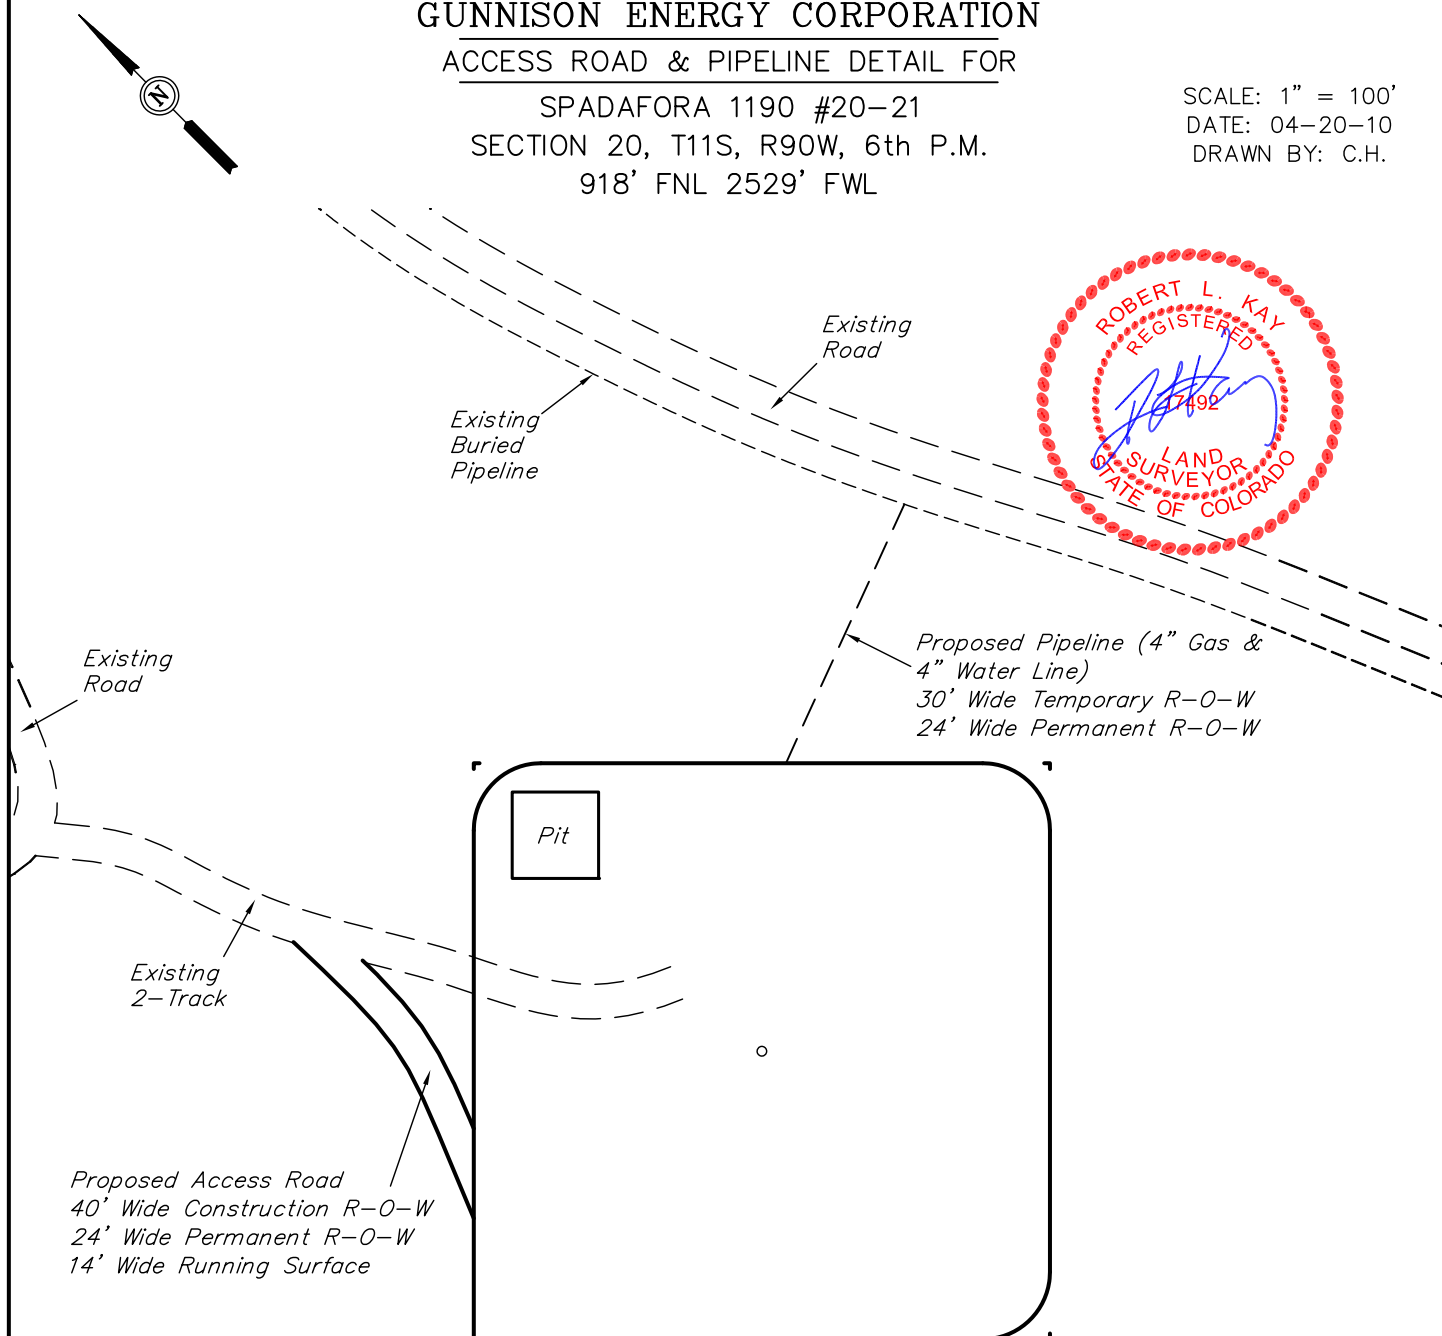 GUNNISON ENERGY CORPORATION
ACCESS ROAD & PIPELINE DETAIL FOR
SPADAFORA 1190 #20-21
SECTION 20, T11S, R90W, 6th P.M.
918' FNL 2529' FWL
SCALE: 1" = 100'
DATE: 04-20-10
DRAWN BY: C.H.
N
ROBERT L. KAY
REGISTERED
17492
LAND
SURVEYOR
STATE OF COLORADO
Existing
Road
Existing
Buried
Pipeline
Proposed Pipeline (4" Gas &
4" Water Line)
30' Wide Temporary R-O-W
24' Wide Permanent R-O-W
Existing
Road
Pit
Existing
2-Track
Proposed Access Road
40' Wide Construction R-O-W
24' Wide Permanent R-O-W
14' Wide Running Surface